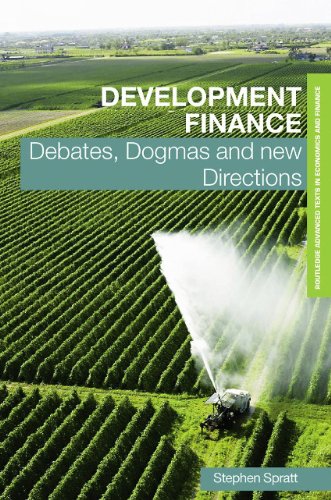 DEVELOPMENT
FINANCE
Debates, Dogmas and new
Directions
ROUTLEDGE ADVANCED TEXTS IN ECONOMICS AND FINANCE
Stephen Spratt